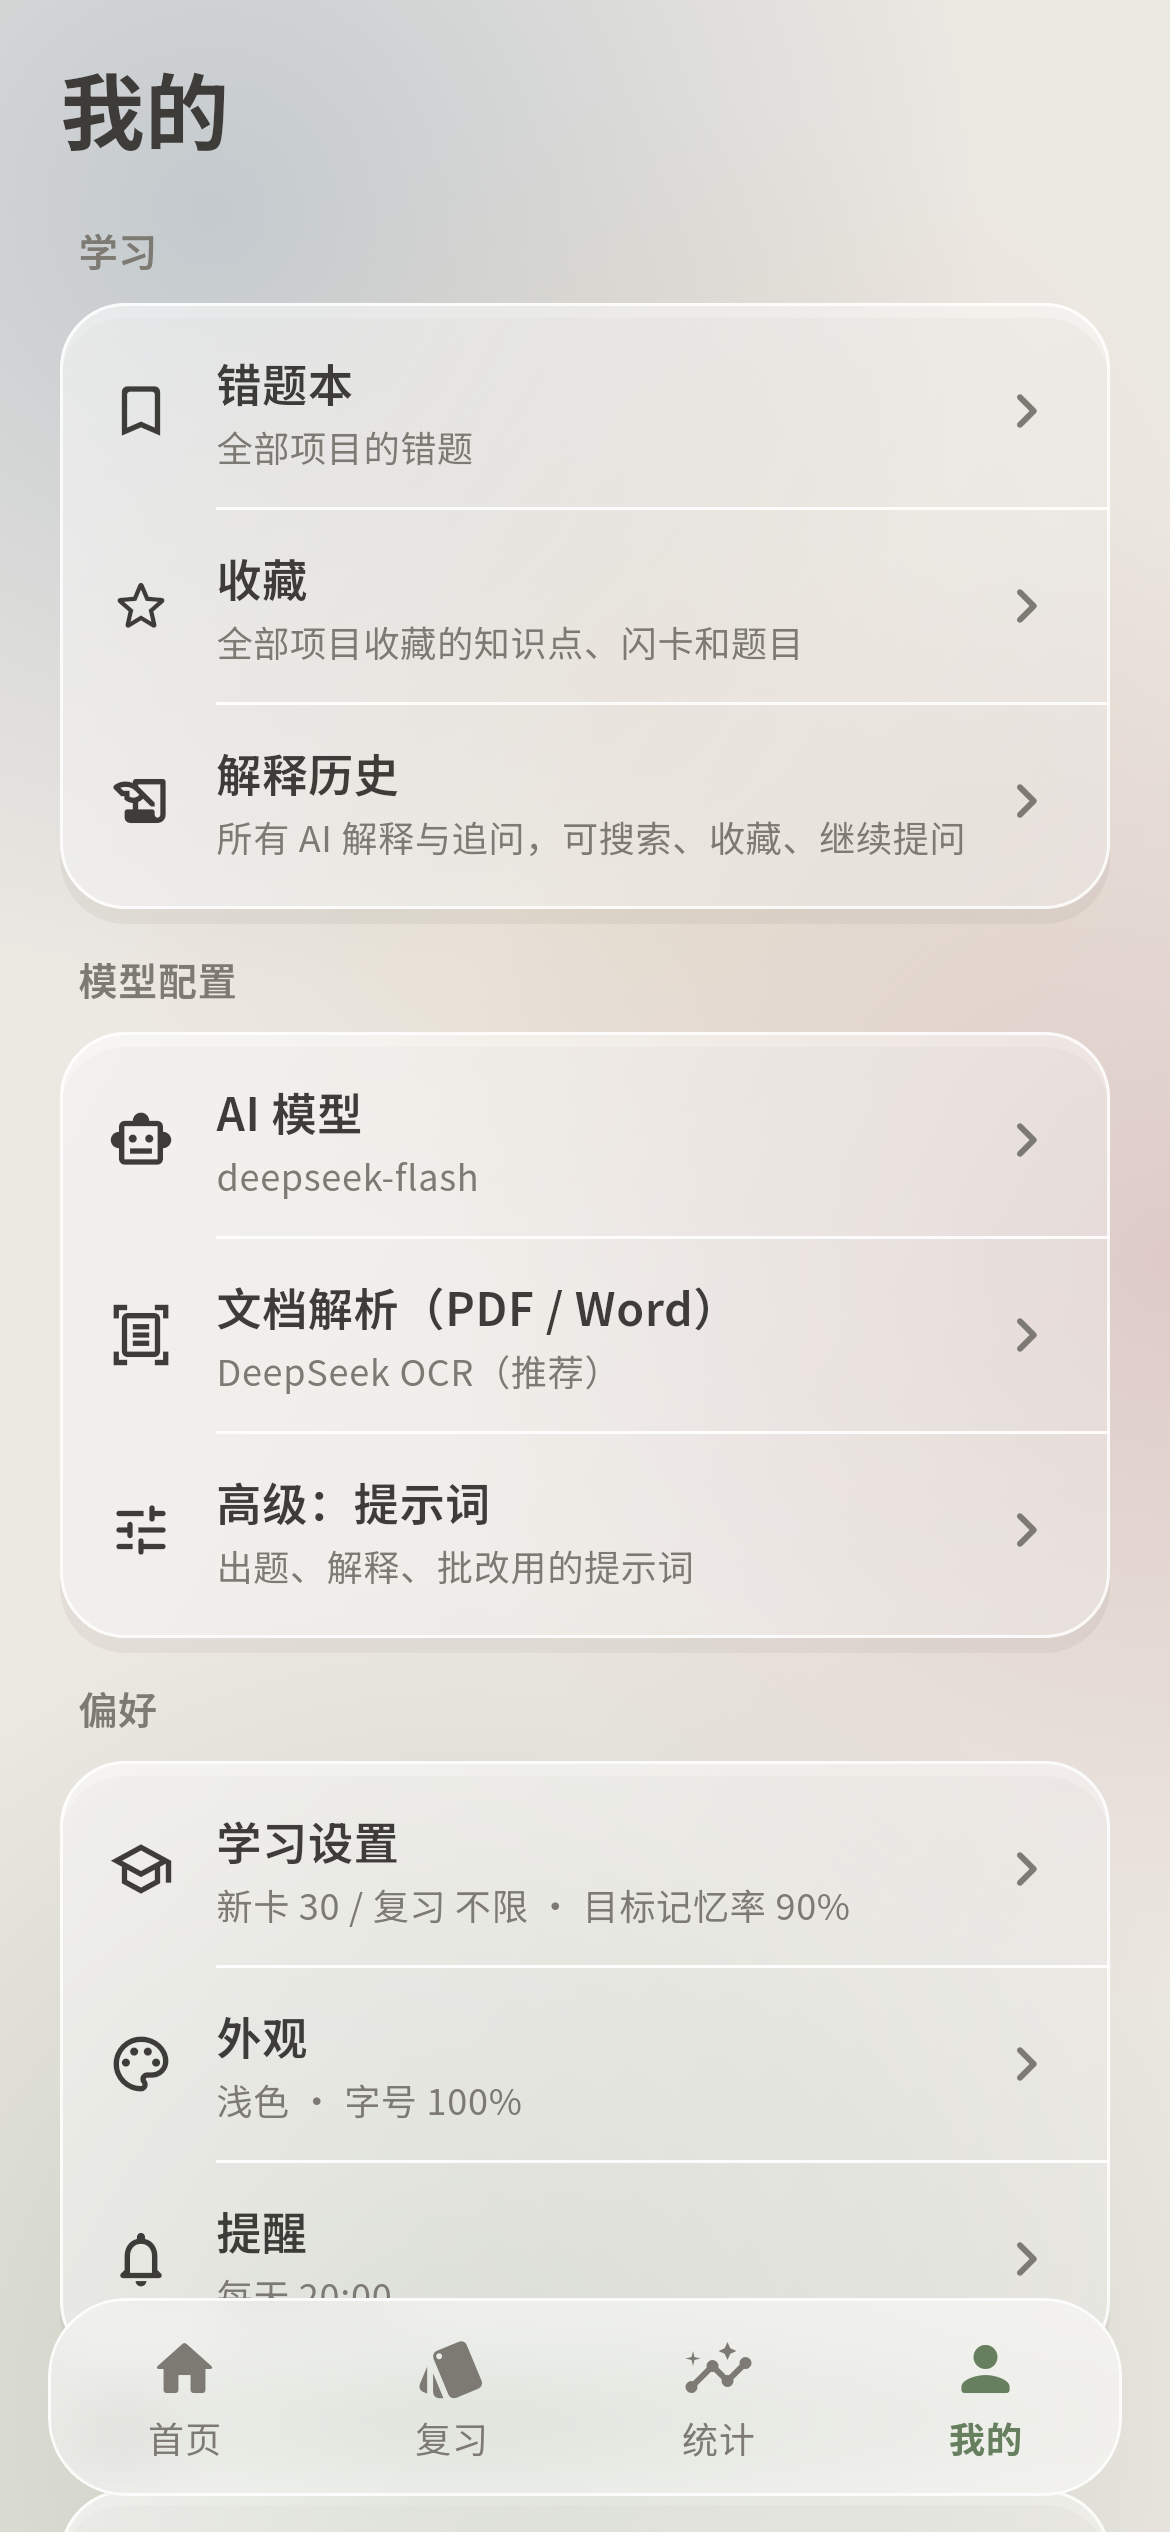 我的
学习
错题本
全部项目的错题
收藏
全部项目收藏的知识点、闪卡和题目
解释历史
所有 AI 解释与追问，可搜索、收藏、继续提问
模型配置
AI 模型
deepseek-flash
文档解析（PDF / Word）
DeepSeek OCR（推荐）
高级：提示词
出题、解释、批改用的提示词
偏好
学习设置
新卡 30 / 复习 不限 · 目标记忆率 90%
外观
浅色 · 字号 100%
提醒
每天 20:00
首页
复习
统计
我的